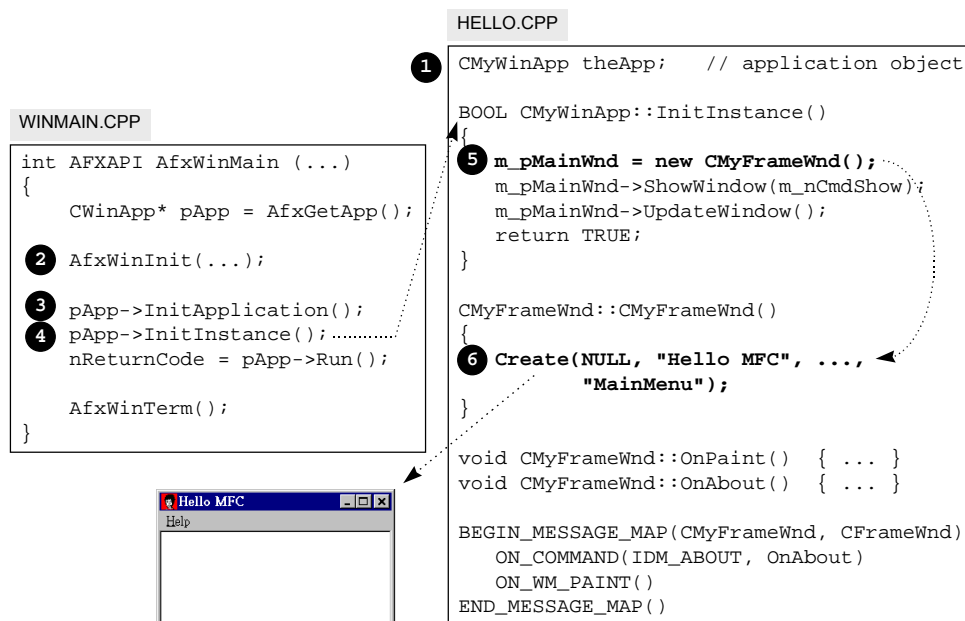 HELLO.CPP
1 CMyWinApp theApp;   // application object
BOOL CMyWinApp::InitInstance()
{
5 m_pMainWnd = new CMyFrameWnd();
m_pMainWnd->ShowWindow(m_nCmdShow);
m_pMainWnd->UpdateWindow();
return TRUE;
}
CMyFrameWnd::CMyFrameWnd()
{
6 Create(NULL, "Hello MFC", ...,
"MainMenu");
}
void CMyFrameWnd::OnPaint()  { ... }
void CMyFrameWnd::OnAbout()  { ... }
BEGIN_MESSAGE_MAP(CMyFrameWnd, CFrameWnd)
ON_COMMAND(IDM_ABOUT, OnAbout)
ON_WM_PAINT()
END_MESSAGE_MAP()
WINMAIN.CPP
int AFXAPI AfxWinMain (...)
{
CWinApp* pApp = AfxGetApp();
2 AfxWinInit(...);
3 pApp->InitApplication();
4 pApp->InitInstance();
nReturnCode = pApp->Run();
AfxWinTerm();
}
Hello MFC
Help